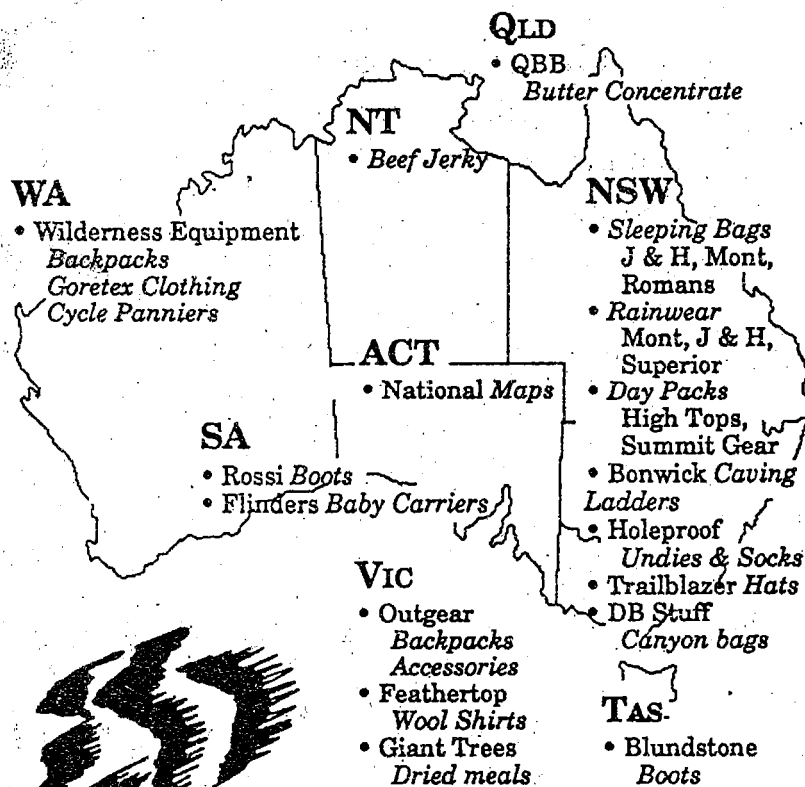 QLD
• QBB
Butter Concentrate
NT
• Beef Jerky
WA
• Wilderness Equipment
Backpacks
Goretex Clothing
Cycle Panniers
NSW
• Sleeping Bags
J & H, Mont,
Romans
• Rainwear
Mont, J & H,
Superior
• Day Packs
High Tops,
Summit Gear
• Bonwick Caving
Ladders
• Holeproof
Undies & Socks
• Trailblazer Hats
• DB Stuff
Canyon bags
ACT
• National Maps
SA
• Rossi Boots
• Flinders Baby Carriers
VIC
• Outgear
Backpacks
Accessories
• Feathertop
Wool Shirts
• Giant Trees
Dried meals
TAS
• Blundstone
Boots